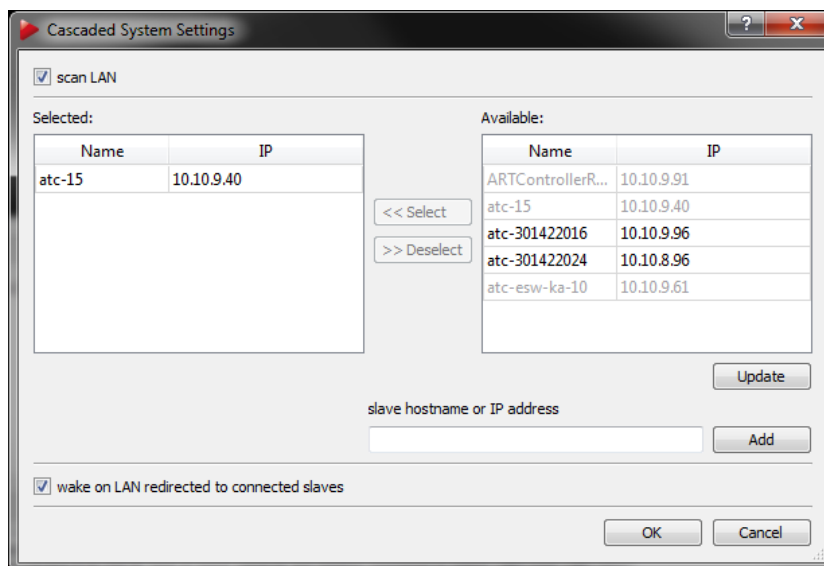 Cascaded System Settings
?
scan LAN
Selected:
Name IP
atc-15 10.10.9.40
<< Select
>> Deselect
Available:
Name IP
ARTControllerR... 10.10.9.91
atc-15 10.10.9.40
atc-301422016 10.10.9.96
atc-301422024 10.10.8.96
atc-esw-ka-10 10.10.9.61
Update
slave hostname or IP address
Add
wake on LAN redirected to connected slaves
OK Cancel